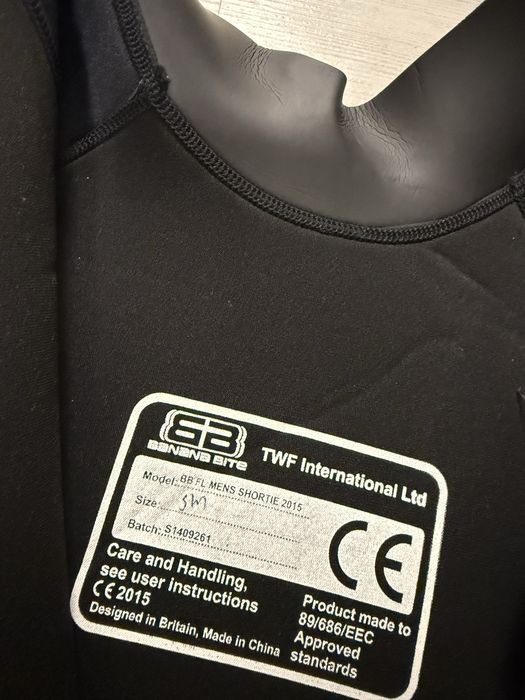 BB
BANANA BITE
TWF International Ltd
Model: BB FL MENS SHORTIE 2015
Size: SM
Batch: S1409261
CE
Care and Handling,
see user instructions
CE 2015
Designed in Britain, Made in China
Product made to
89/686/EEC
Approved
standards